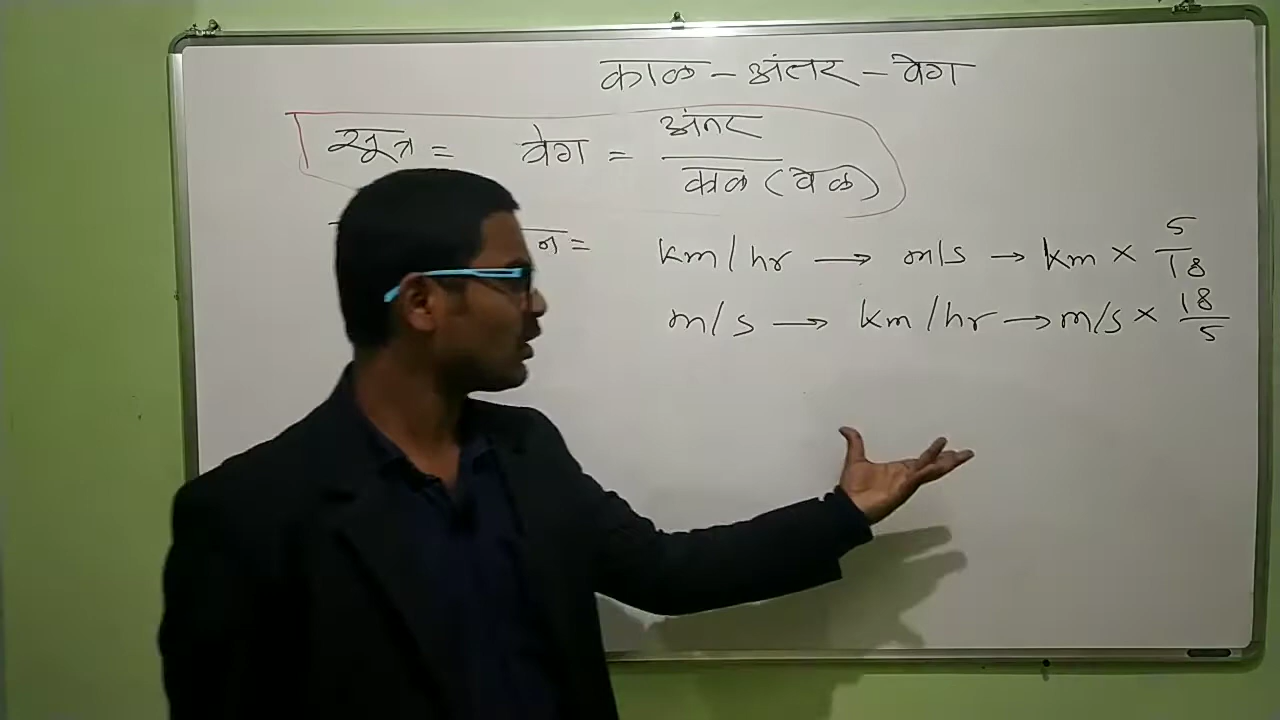 काळ - अंतर - वेग
सूत्र = वेग = अंतर / काळ (वेळ)
km/hr → m/s → km × 5/18
m/s → km/hr → m/s × 18/5